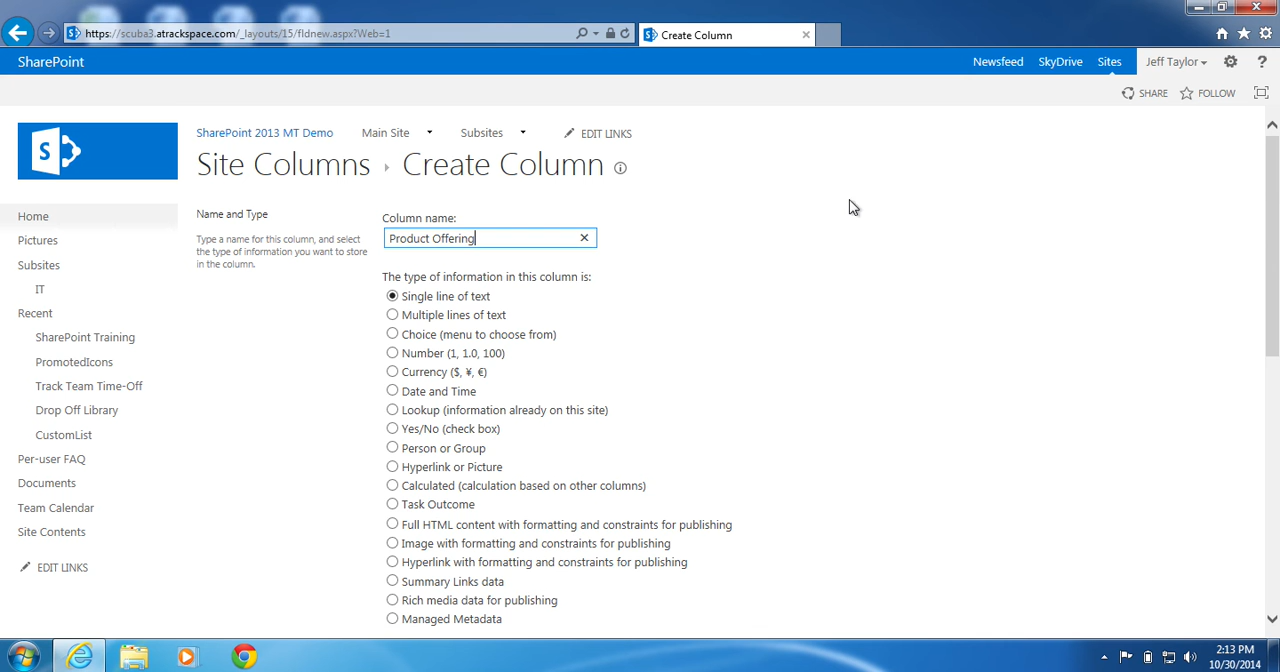 https://scuba3.atrackspace.com/_layouts/15/fldnew.aspx?Web=1
Create Column
SharePoint
Newsfeed
SkyDrive
Sites
Jeff Taylor
?
SHARE
FOLLOW
S
SharePoint 2013 MT Demo
Main Site
Subsites
EDIT LINKS
Site Columns
Create Column
Home
Pictures
Subsites
IT
Recent
SharePoint Training
PromotedIcons
Track Team Time-Off
Drop Off Library
CustomList
Per-user FAQ
Documents
Team Calendar
Site Contents
EDIT LINKS
Name and Type
Type a name for this column, and select
the type of information you want to store
in the column.
Column name:
Product Offering
The type of information in this column is:
Single line of text
Multiple lines of text
Choice (menu to choose from)
Number (1, 1.0, 100)
Currency ($, ¥, €)
Date and Time
Lookup (information already on this site)
Yes/No (check box)
Person or Group
Hyperlink or Picture
Calculated (calculation based on other columns)
Task Outcome
Full HTML content with formatting and constraints for publishing
Image with formatting and constraints for publishing
Hyperlink with formatting and constraints for publishing
Summary Links data
Rich media data for publishing
Managed Metadata
2:13 PM
10/30/2014